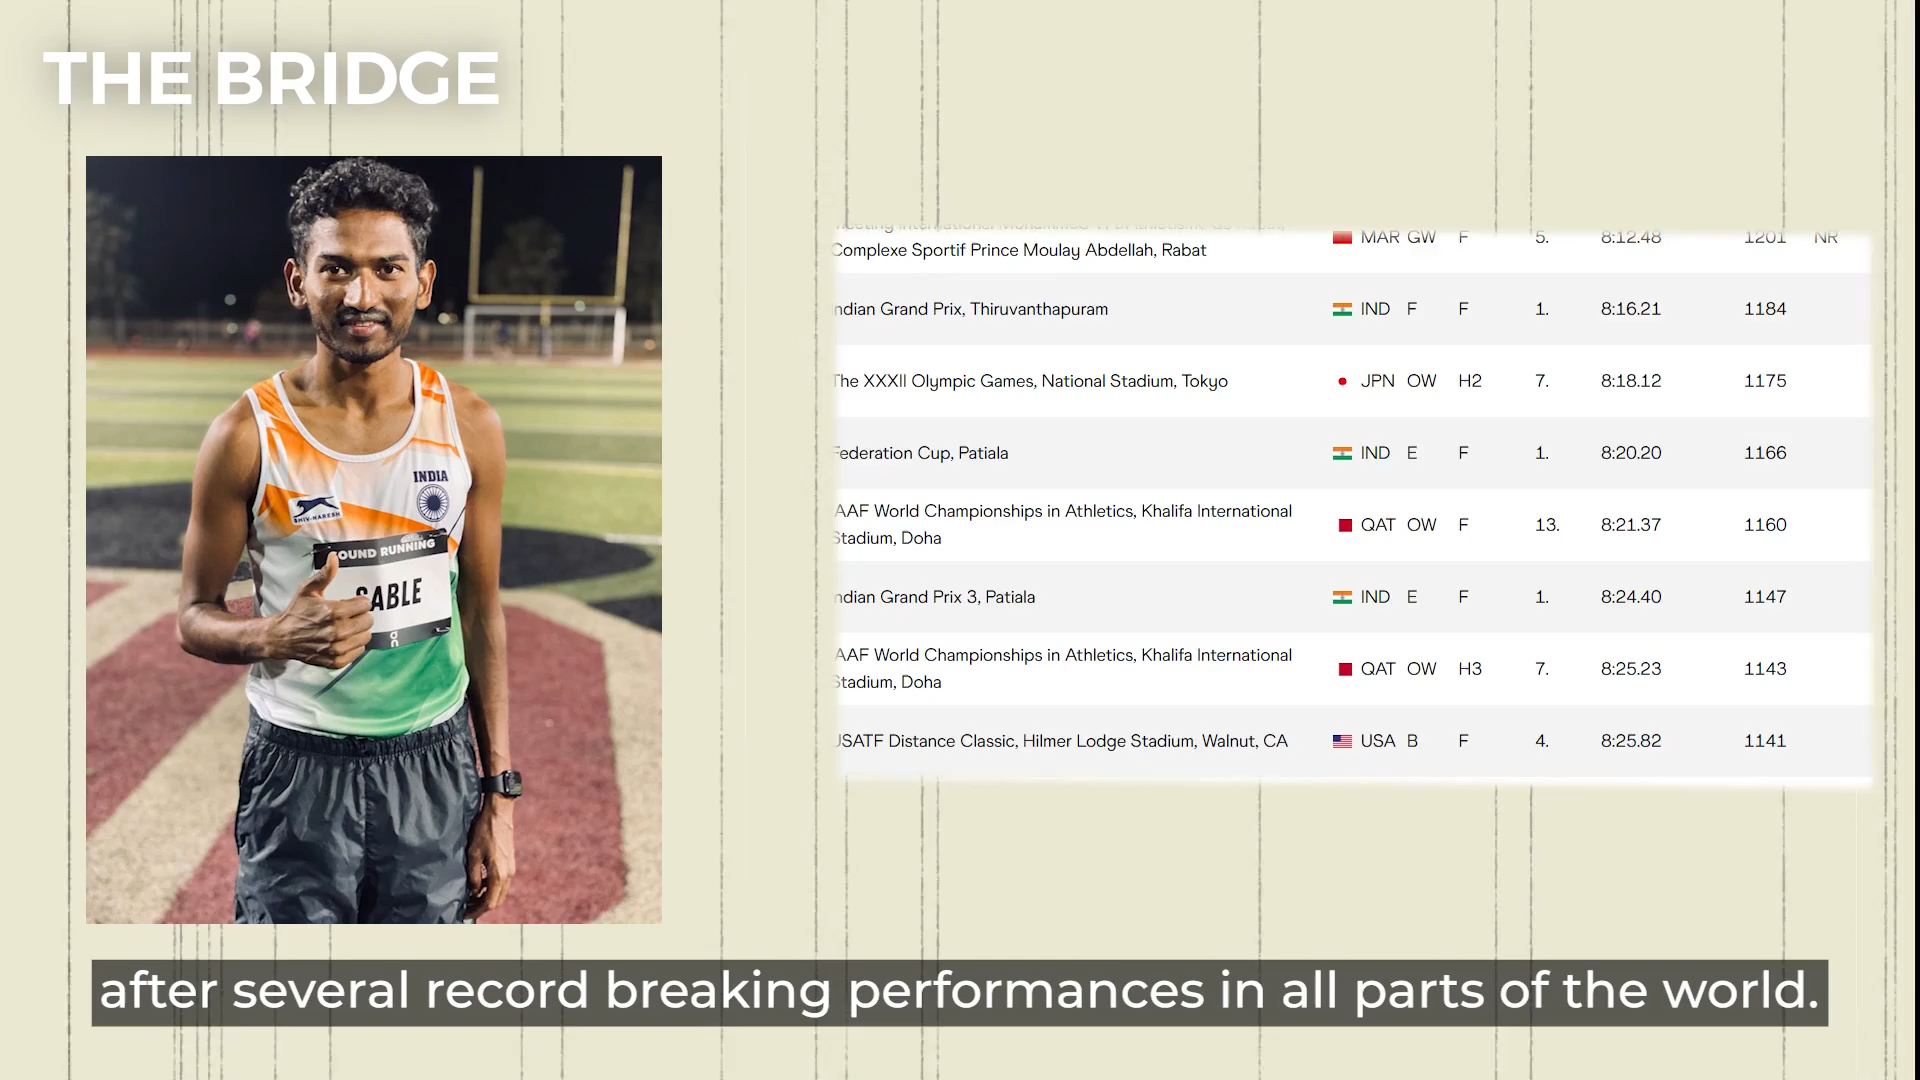 THE BRIDGE
INDIA
SHIV-NARESH
OUND RUNNING
SABLE
Complexe Sportif Prince Moulay Abdellah, Rabat MAR GW F 5. 8:12.48 1201 NR
ndian Grand Prix, Thiruvanthapuram IND F F 1. 8:16.21 1184
The XXXII Olympic Games, National Stadium, Tokyo JPN OW H2 7. 8:18.12 1175
Federation Cup, Patiala IND E F 1. 8:20.20 1166
AAF World Championships in Athletics, Khalifa International
Stadium, Doha QAT OW F 13. 8:21.37 1160
ndian Grand Prix 3, Patiala IND E F 1. 8:24.40 1147
AAF World Championships in Athletics, Khalifa International
Stadium, Doha QAT OW H3 7. 8:25.23 1143
USATF Distance Classic, Hilmer Lodge Stadium, Walnut, CA USA B F 4. 8:25.82 1141
after several record breaking performances in all parts of the world.